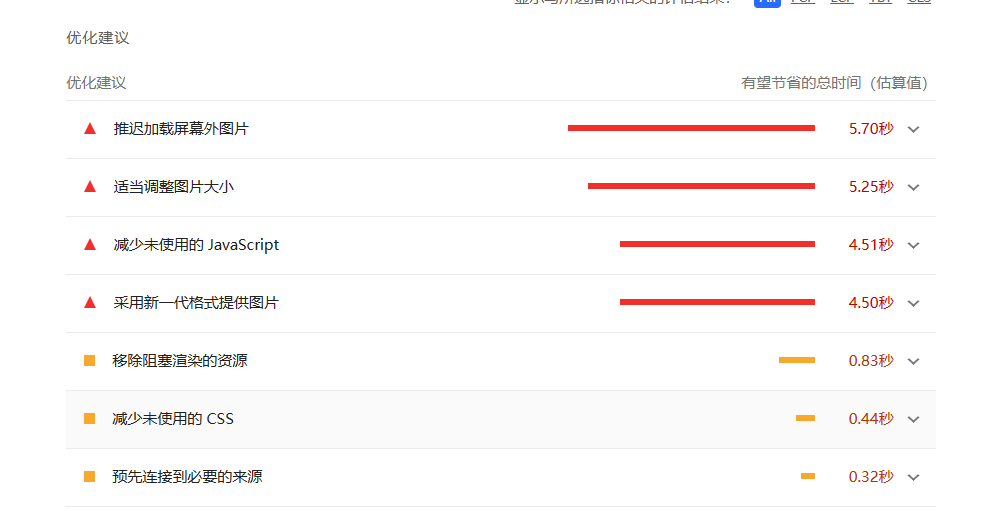 优化建议
优化建议 有望节省的总时间（估算值）
推迟加载屏幕外图片 5.70秒
适当调整图片大小 5.25秒
减少未使用的 JavaScript 4.51秒
采用新一代格式提供图片 4.50秒
移除阻塞渲染的资源 0.83秒
减少未使用的 CSS 0.44秒
预先连接到必要的来源 0.32秒